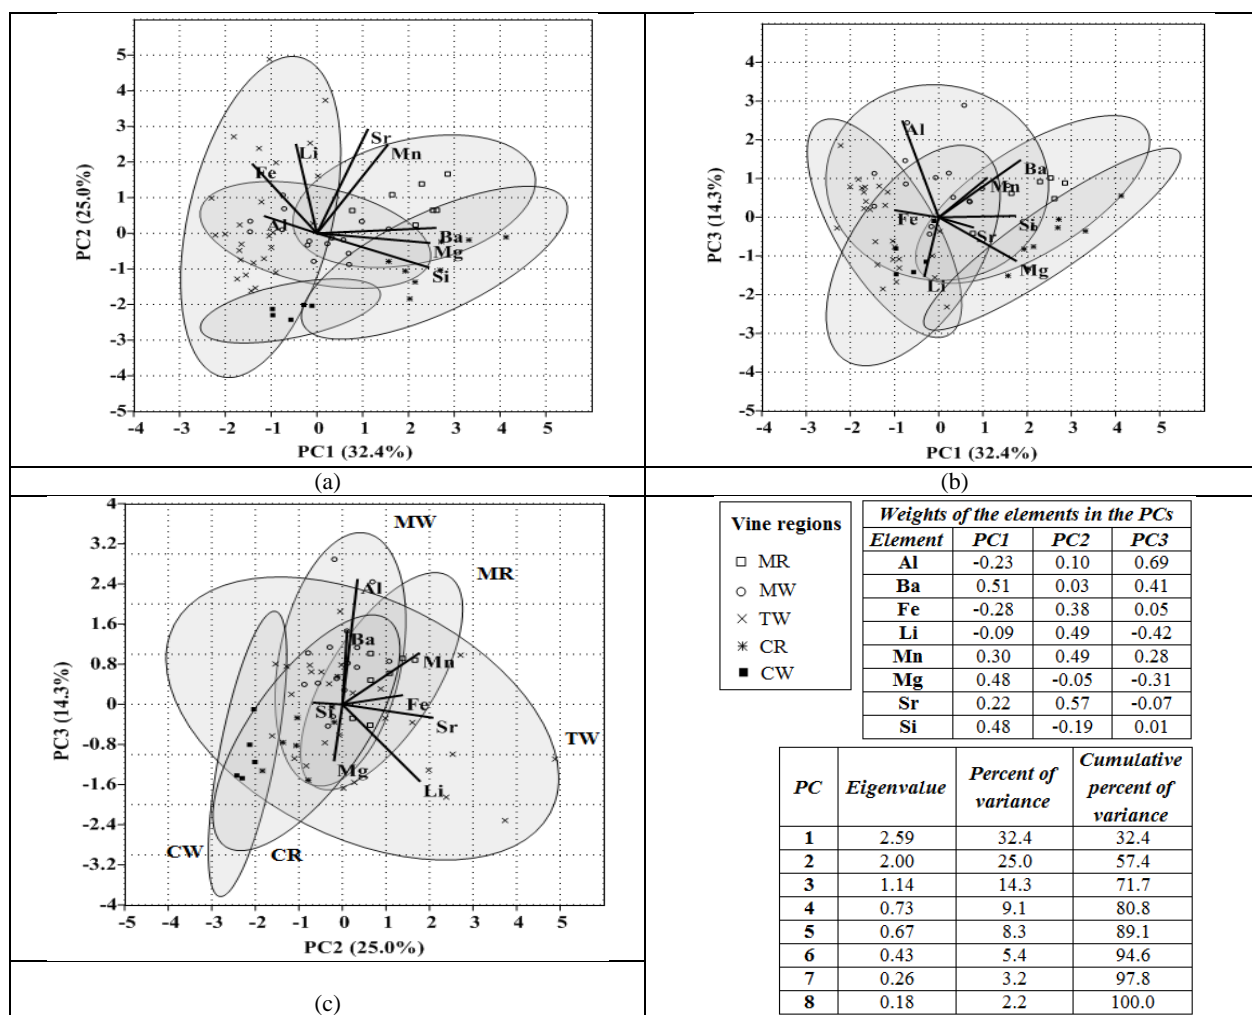 5
4
3
2
1
0
-1
-2
-3
-4
-5
PC2 (25.0%)
Sr
Mn
Li
Fe
Al
Ba
Mg
Si
-4 -3 -2 -1 0 1 2 3 4 5
PC1 (32.4%)
(a)
4
3
2
1
0
-1
-2
-3
-4
-5
PC3 (14.3%)
Al
Ba
Mn
Fe
Sr
Si
Mg
Li
-4 -3 -2 -1 0 1 2 3 4 5
PC1 (32.4%)
(b)
4
3.2
2.4
1.6
0.8
0
-0.8
-1.6
-2.4
-3.2
-4
PC3 (14.3%)
MW
MR
Al
Ba
Mn
Fe
Si
Sr
TW
Mg
Li
CW
CR
-5 -4 -3 -2 -1 0 1 2 3 4 5
PC2 (25.0%)
(c)
Vine regions
MR
MW
TW
CR
CW
Weights of the elements in the PCs
Element PC1 PC2 PC3
Al -0.23 0.10 0.69
Ba 0.51 0.03 0.41
Fe -0.28 0.38 0.05
Li -0.09 0.49 -0.42
Mn 0.30 0.49 0.28
Mg 0.48 -0.05 -0.31
Sr 0.22 0.57 -0.07
Si 0.48 -0.19 0.01
PC Eigenvalue Percent of variance Cumulative percent of variance
1 2.59 32.4 32.4
2 2.00 25.0 57.4
3 1.14 14.3 71.7
4 0.73 9.1 80.8
5 0.67 8.3 89.1
6 0.43 5.4 94.6
7 0.26 3.2 97.8
8 0.18 2.2 100.0